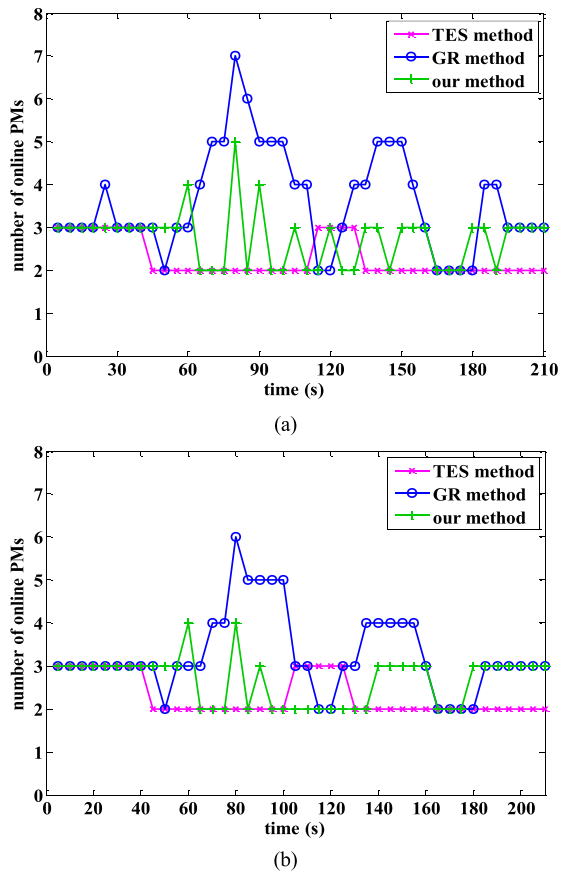 8
7
6
5
4
3
2
1
0
number of online PMs
TES method
GR method
our method
0 30 60 90 120 150 180 210
time (s)
(a)
8
7
6
5
4
3
2
1
0
number of online PMs
TES method
GR method
our method
0 20 40 60 80 100 120 140 160 180 200
time (s)
(b)